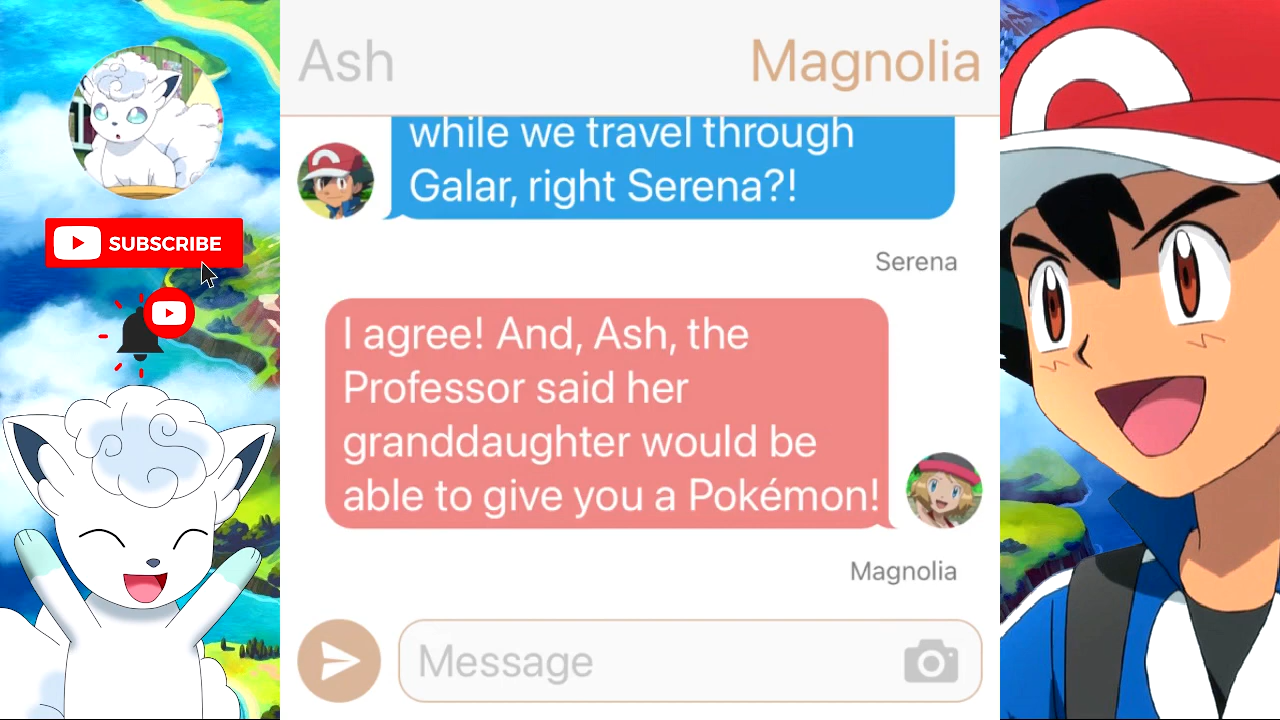 Ash
Magnolia
while we travel through
Galar, right Serena?!
SUBSCRIBE
Serena
I agree! And, Ash, the
Professor said her
granddaughter would be
able to give you a Pokémon!
Magnolia
Message